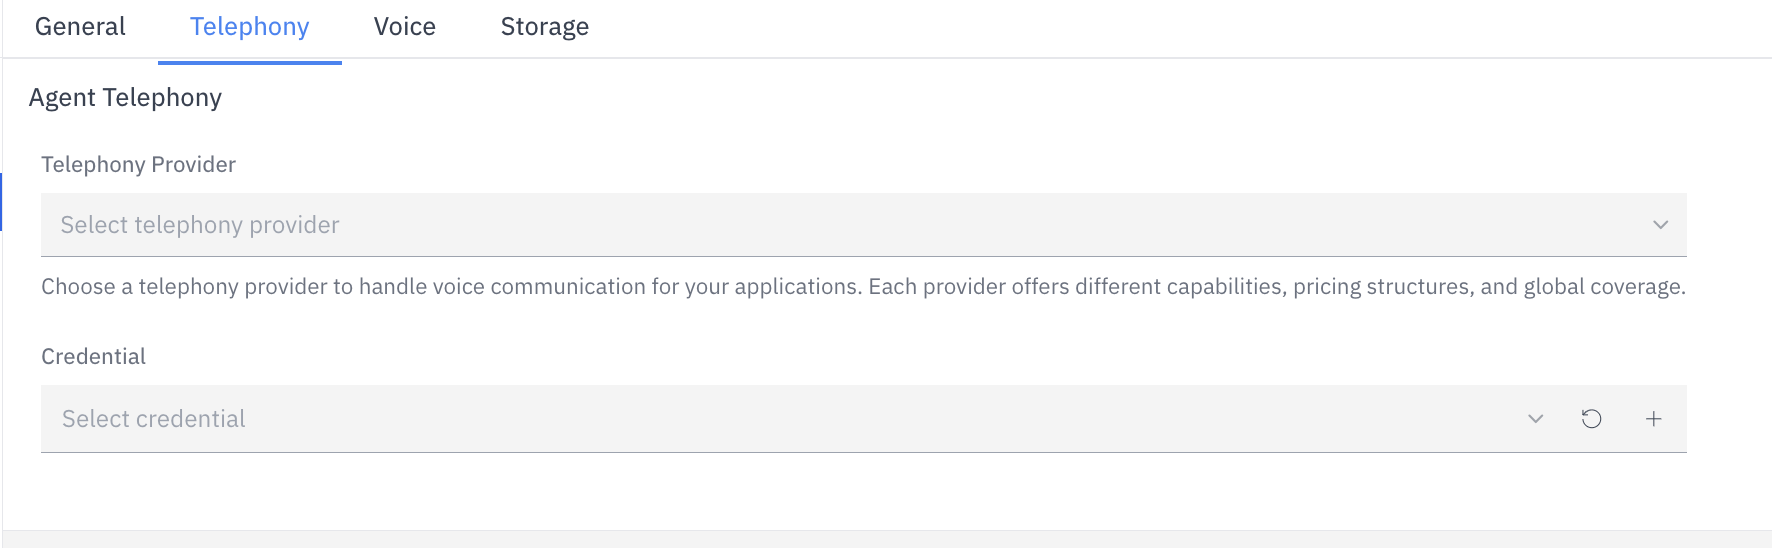 General Telephony Voice Storage
Agent Telephony
Telephony Provider
Select telephony provider
Choose a telephony provider to handle voice communication for your applications. Each provider offers different capabilities, pricing structures, and global coverage.
Credential
Select credential